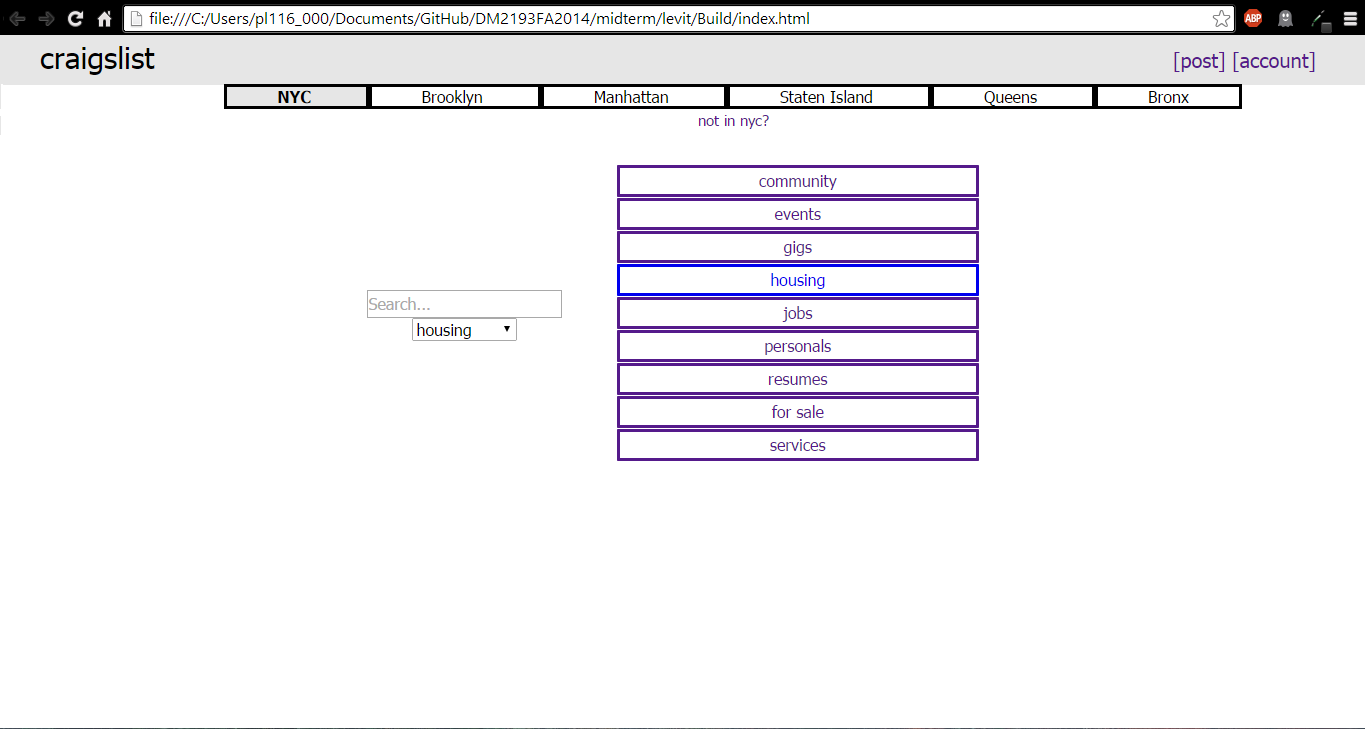 file:///C:/Users/pl116_000/Documents/GitHub/DM2193FA2014/midterm/levit/Build/index.html
ABP
craigslist [post] [account]
NYC Brooklyn Manhattan Staten Island Queens Bronx
not in nyc?
community
events
gigs
housing
Search...
jobs
housing
personals
resumes
for sale
services